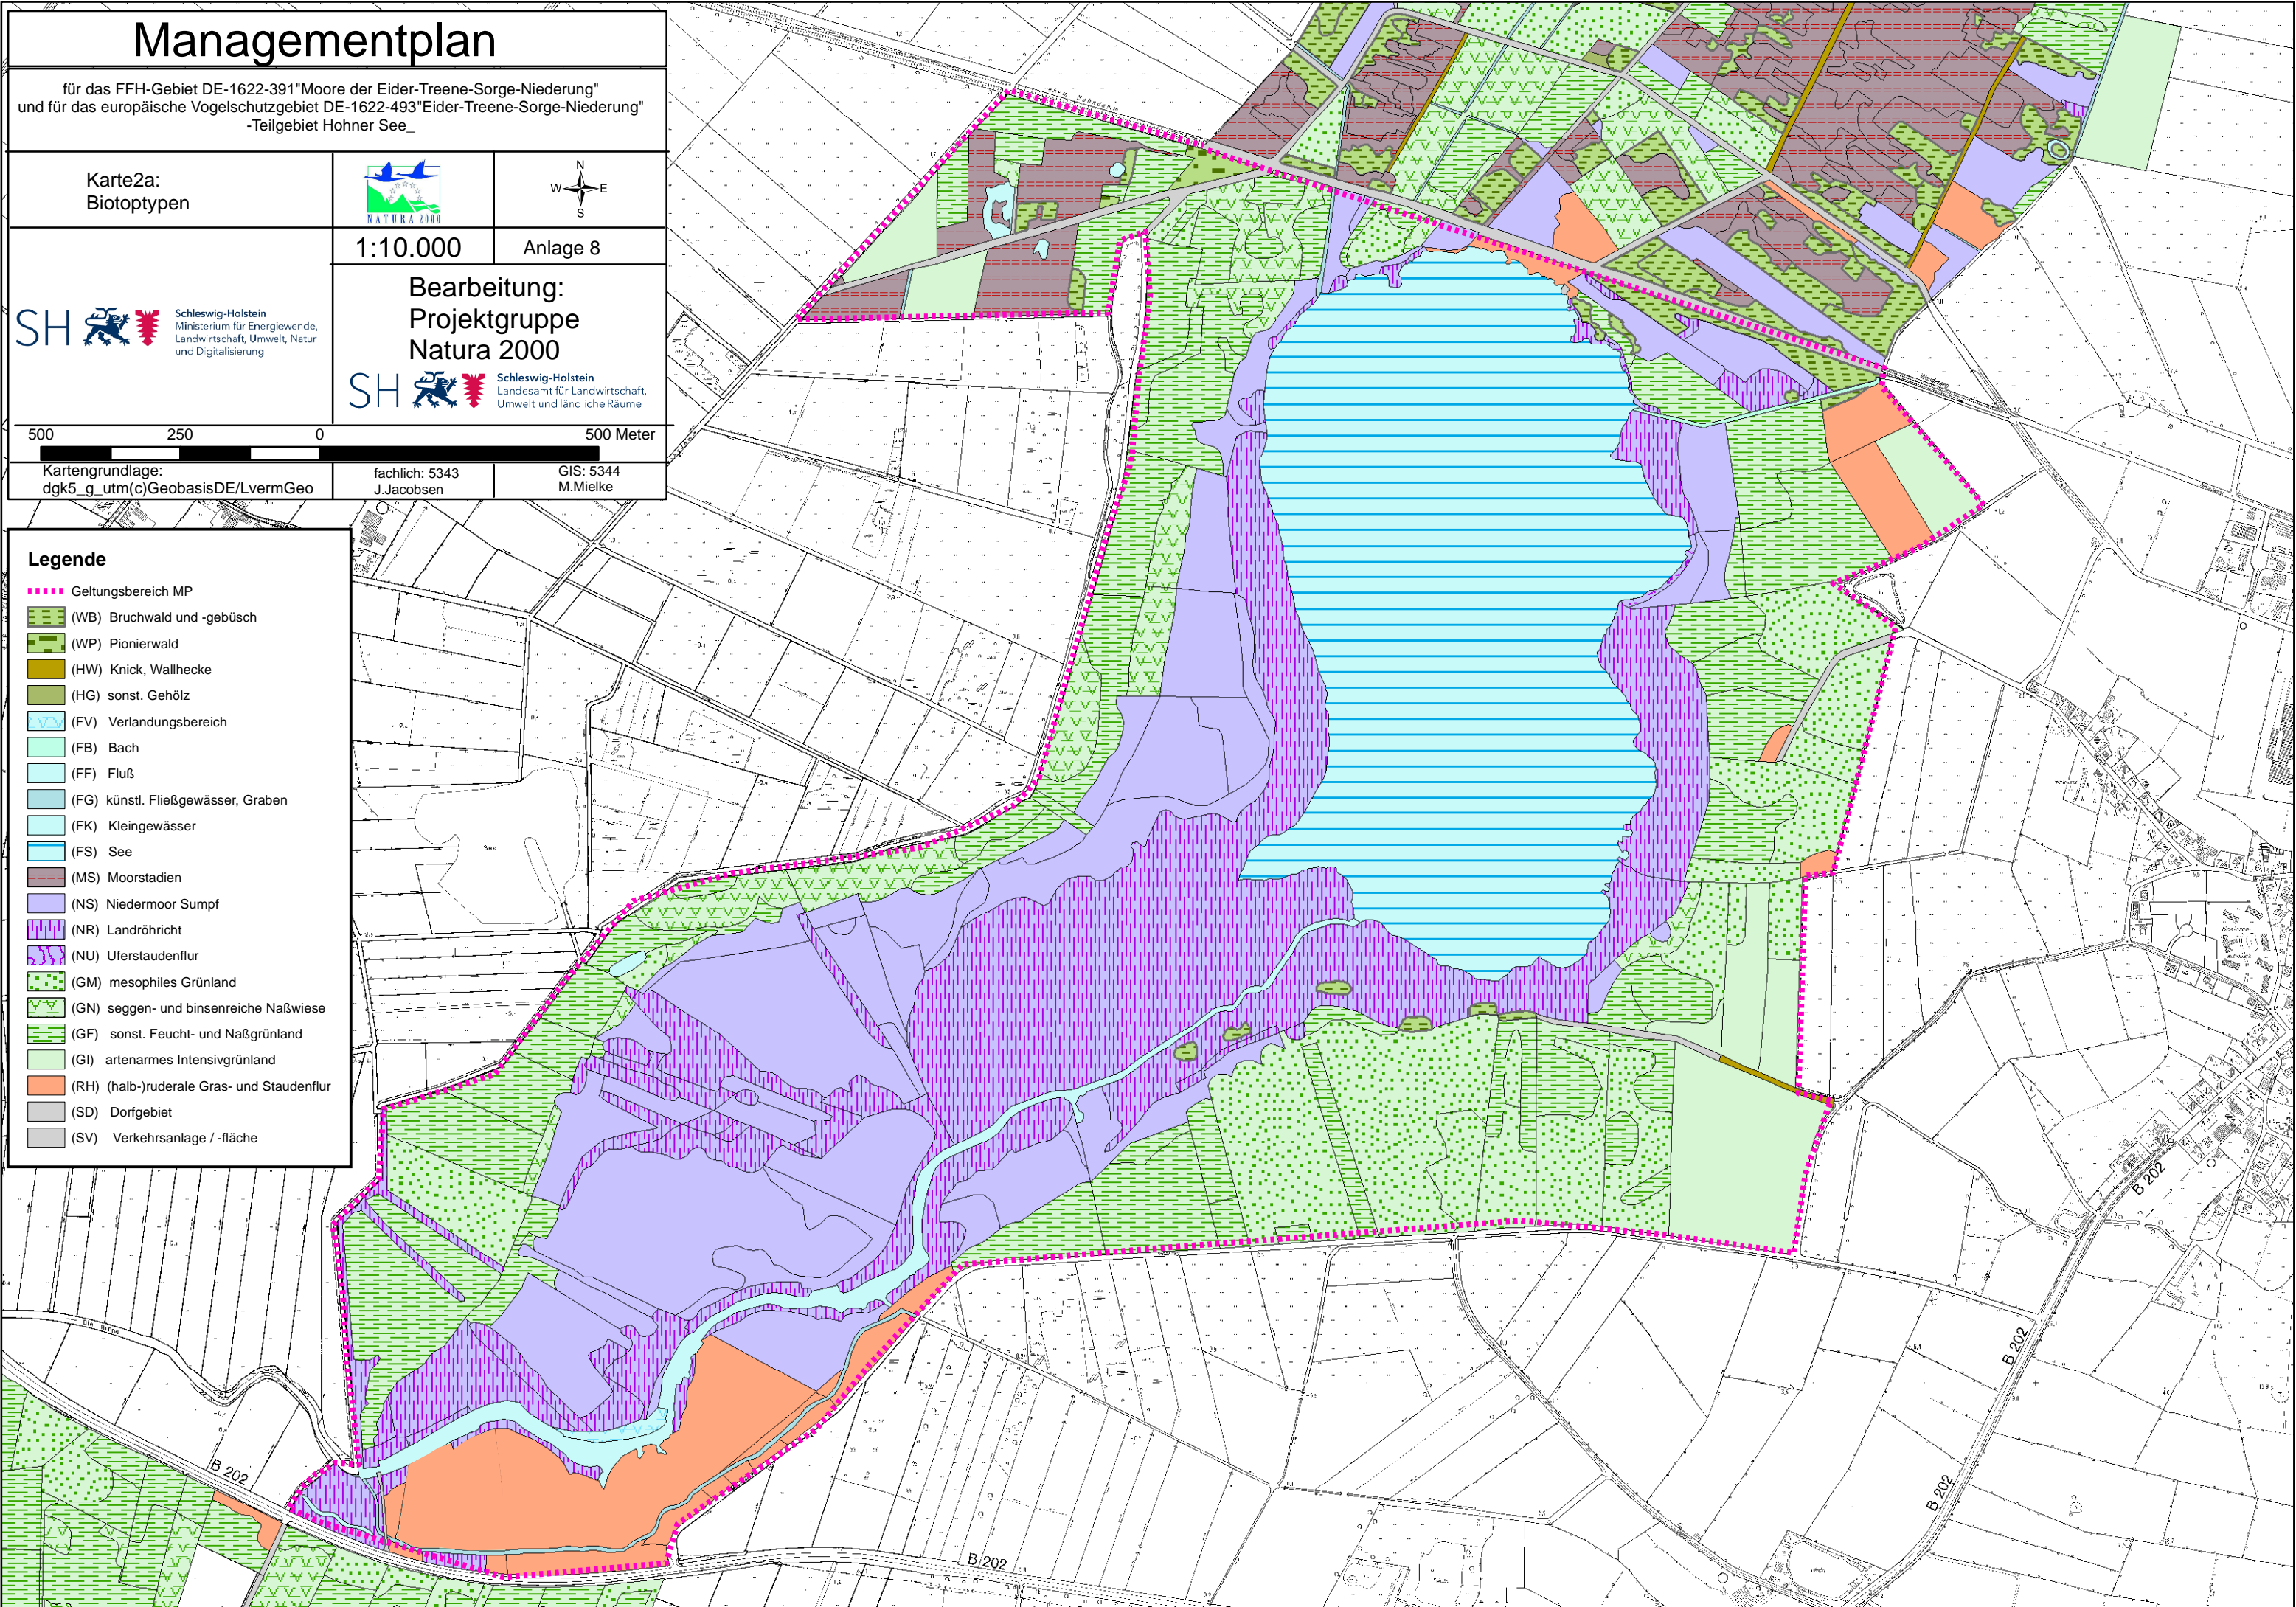 Managementplan
für das FFH-Gebiet DE-1622-391"Moore der Eider-Treene-Sorge-Niederung"
und für das europäische Vogelschutzgebiet DE-1622-493"Eider-Treene-Sorge-Niederung"
-Teilgebiet Hohner See_
Karte2a:
Biotoptypen
NATURA 2000
N
W E
S
1:10.000
Anlage 8
SH
Schleswig-Holstein
Ministerium für Energiewende,
Landwirtschaft, Umwelt, Natur
und Digitalisierung
Bearbeitung:
Projektgruppe
Natura 2000
SH
Schleswig-Holstein
Landesamt für Landwirtschaft,
Umwelt und ländliche Räume
500 250 0 500 Meter
Kartengrundlage:
dgk5_g_utm(c)GeobasisDE/LvermGeo
fachlich: 5343
J.Jacobsen
GIS: 5344
M.Mielke
Legende
Geltungsbereich MP
(WB) Bruchwald und -gebüsch
(WP) Pionierwald
(HW) Knick, Wallhecke
(HG) sonst. Gehölz
(FV) Verlandungsbereich
(FB) Bach
(FF) Fluß
(FG) künstl. Fließgewässer, Graben
(FK) Kleingewässer
(FS) See
(MS) Moorstadien
(NS) Niedermoor Sumpf
(NR) Landröhricht
(NU) Uferstaudenflur
(GM) mesophiles Grünland
(GN) seggen- und binsenreiche Naßwiese
(GF) sonst. Feucht- und Naßgrünland
(GI) artenarmes Intensivgrünland
(RH) (halb-)ruderale Gras- und Staudenflur
(SD) Dorfgebiet
(SV) Verkehrsanlage / -fläche
See
B 202
B 202
B 202
B 202
B 202